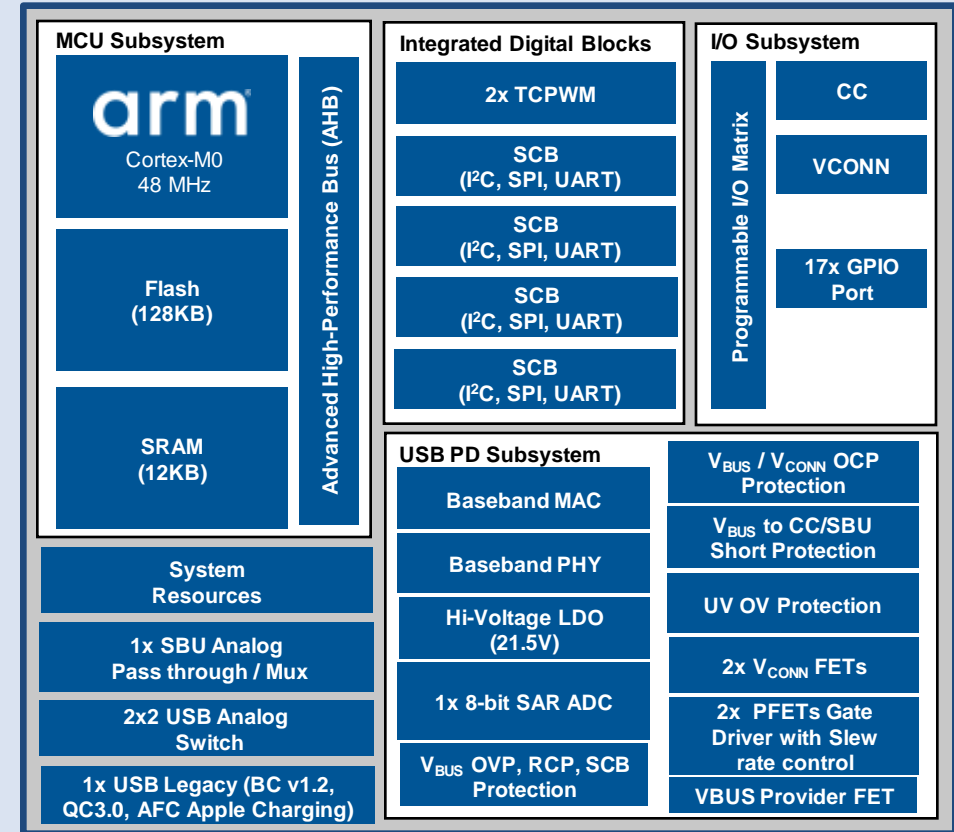 MCU Subsystem
arm
Cortex-M0
48 MHz
Flash
(128KB)
SRAM
(12KB)
Advanced High-Performance Bus (AHB)
Integrated Digital Blocks
2x TCPWM
SCB
(I²C, SPI, UART)
SCB
(I²C, SPI, UART)
SCB
(I²C, SPI, UART)
SCB
(I²C, SPI, UART)
I/O Subsystem
Programmable I/O Matrix
CC
VCONN
17x GPIO
Port
System
Resources
1x SBU Analog
Pass through / Mux
2x2 USB Analog
Switch
1x USB Legacy (BC v1.2,
QC3.0, AFC Apple Charging)
USB PD Subsystem
Baseband MAC
Baseband PHY
Hi-Voltage LDO
(21.5V)
1x 8-bit SAR ADC
VBUS OVP, RCP, SCB
Protection
VBUS / VCONN OCP
Protection
VBUS to CC/SBU
Short Protection
UV OV Protection
2x VCONN FETs
2x PFETs Gate
Driver with Slew
rate control
VBUS Provider FET